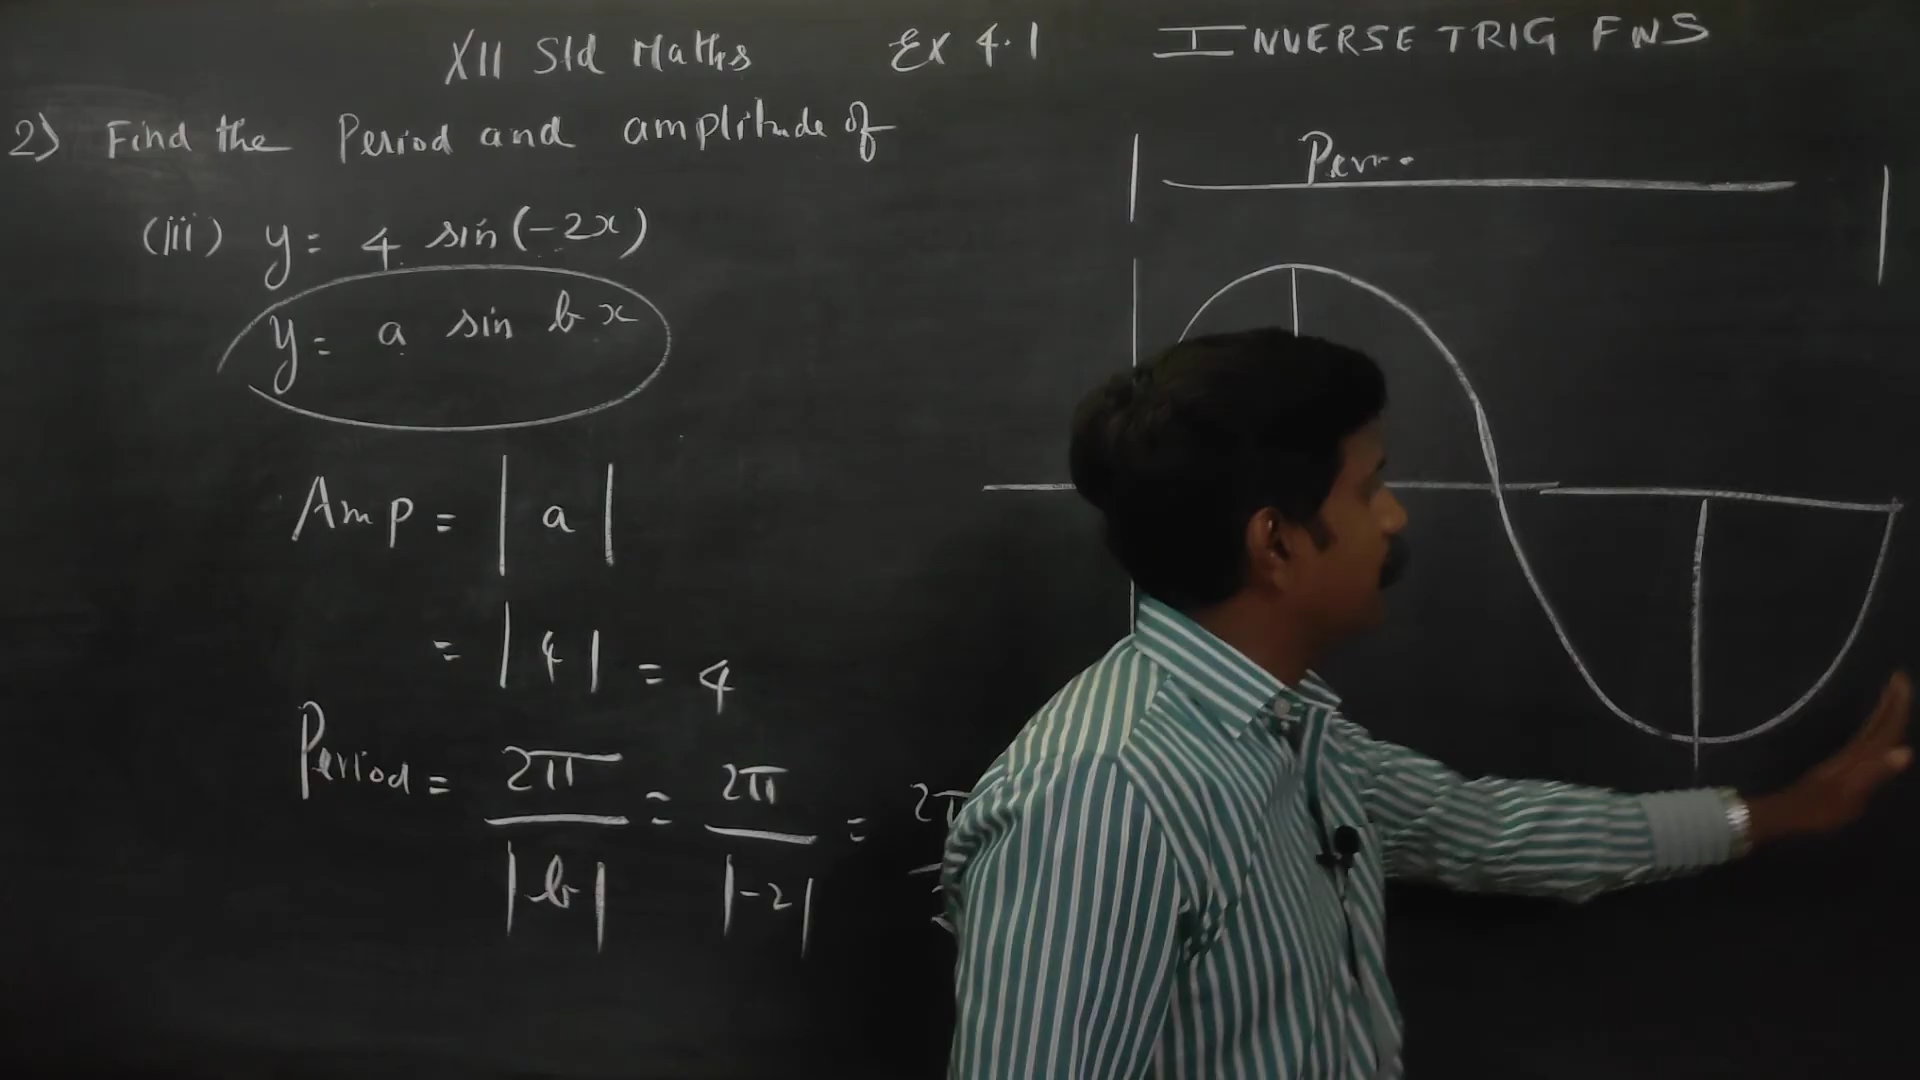 XII Std Maths Ex 4.1 INVERSE TRIG FNS
2) Find the Period and amplitude of
(iii) y = 4 sin (-2x)
y = a sin bx
Amp = |a|
= |4| = 4
Period = 2π/|b| = 2π/|-2| = 2π